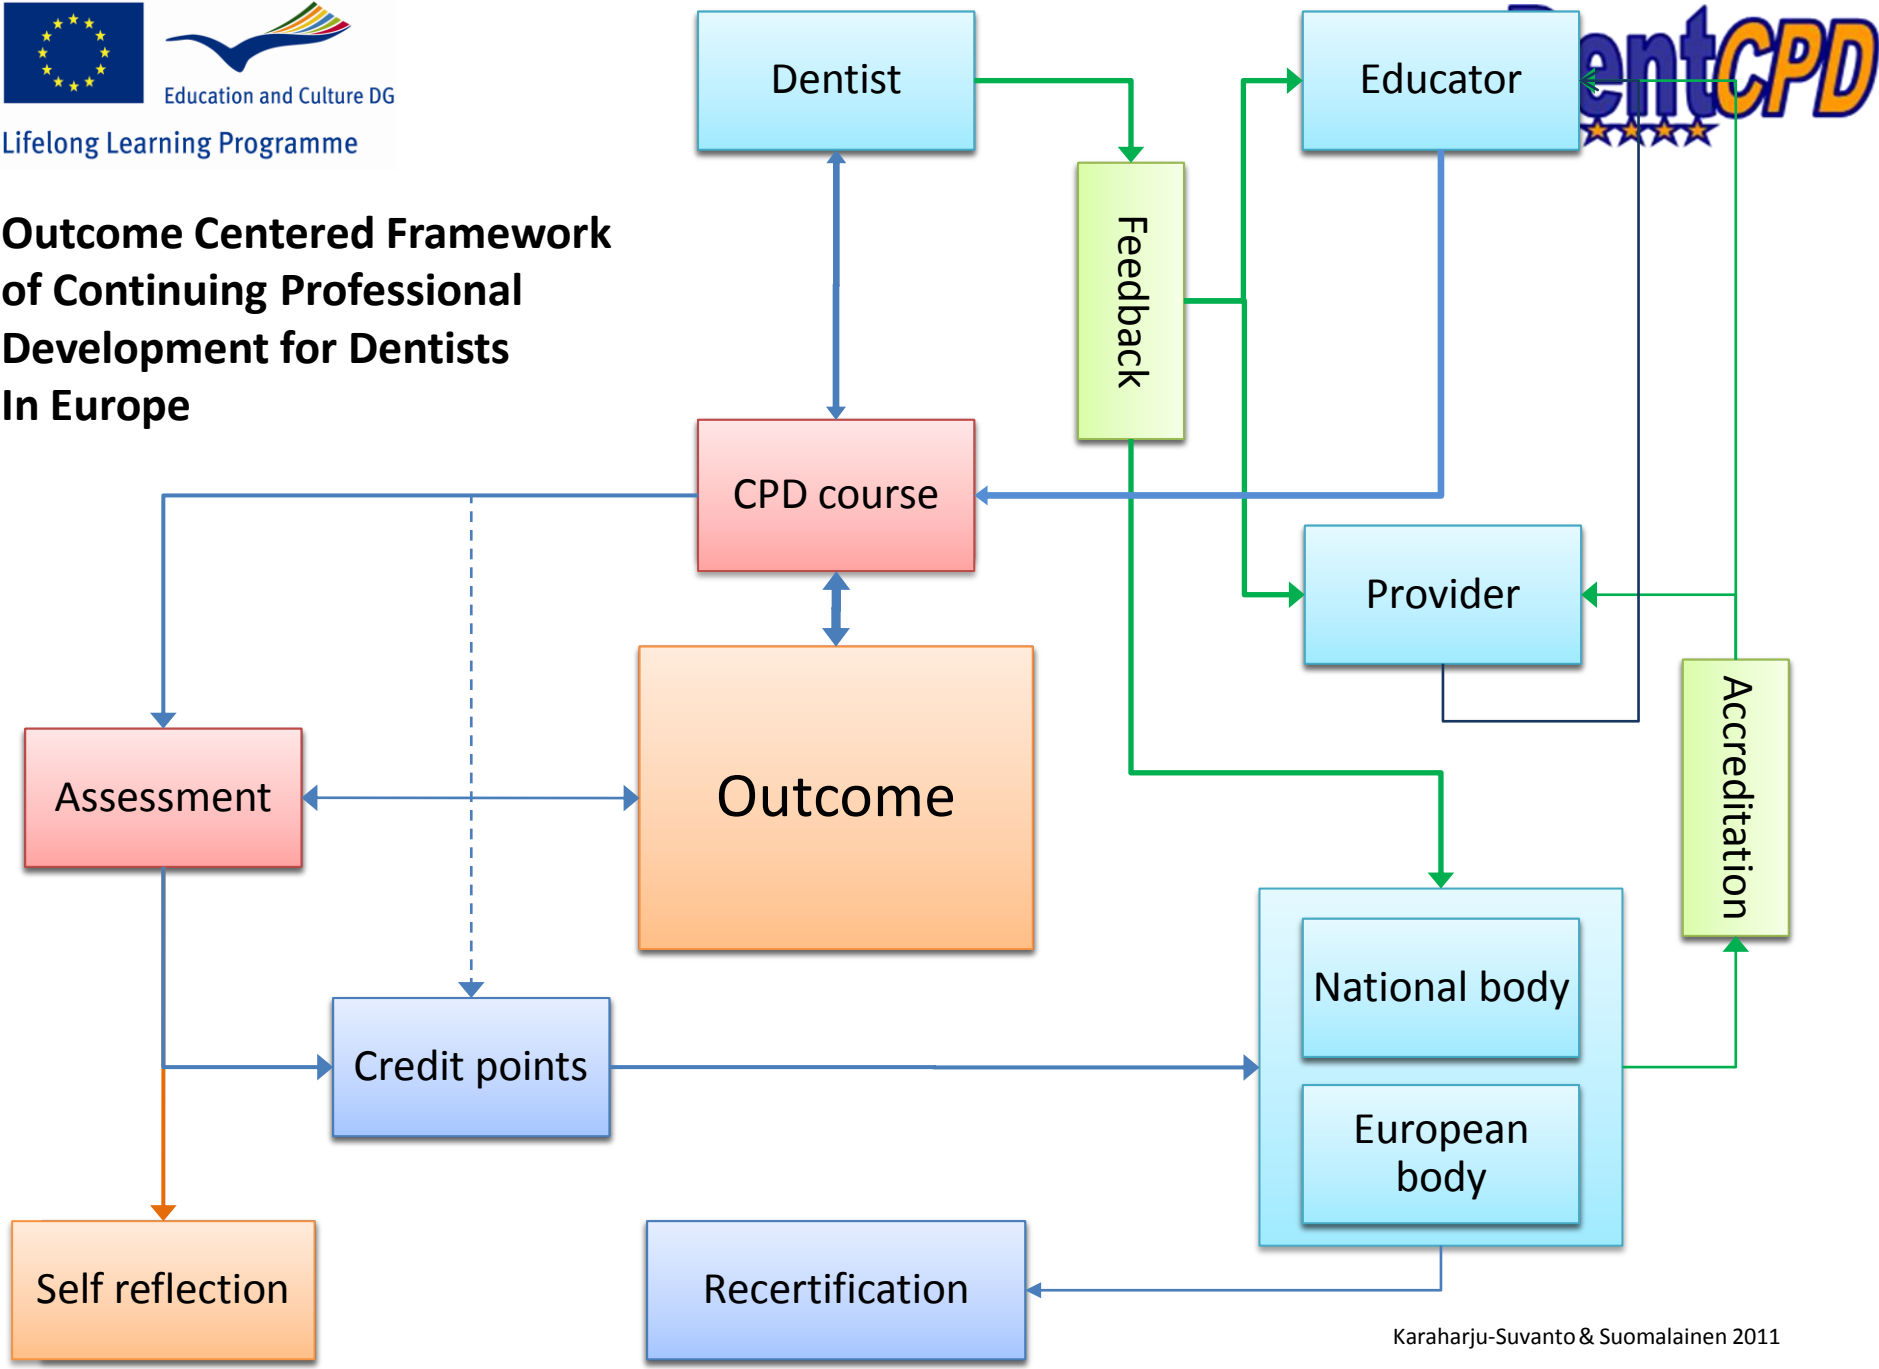 Education and Culture DG
Lifelong Learning Programme
Outcome Centered Framework
of Continuing Professional
Development for Dentists
In Europe
Dentist
Educator
entCPD
Feedback
CPD course
Provider
Accreditation
Assessment
Outcome
National body
Credit points
European
body
Self reflection
Recertification
Karaharju-Suvanto & Suomalainen 2011